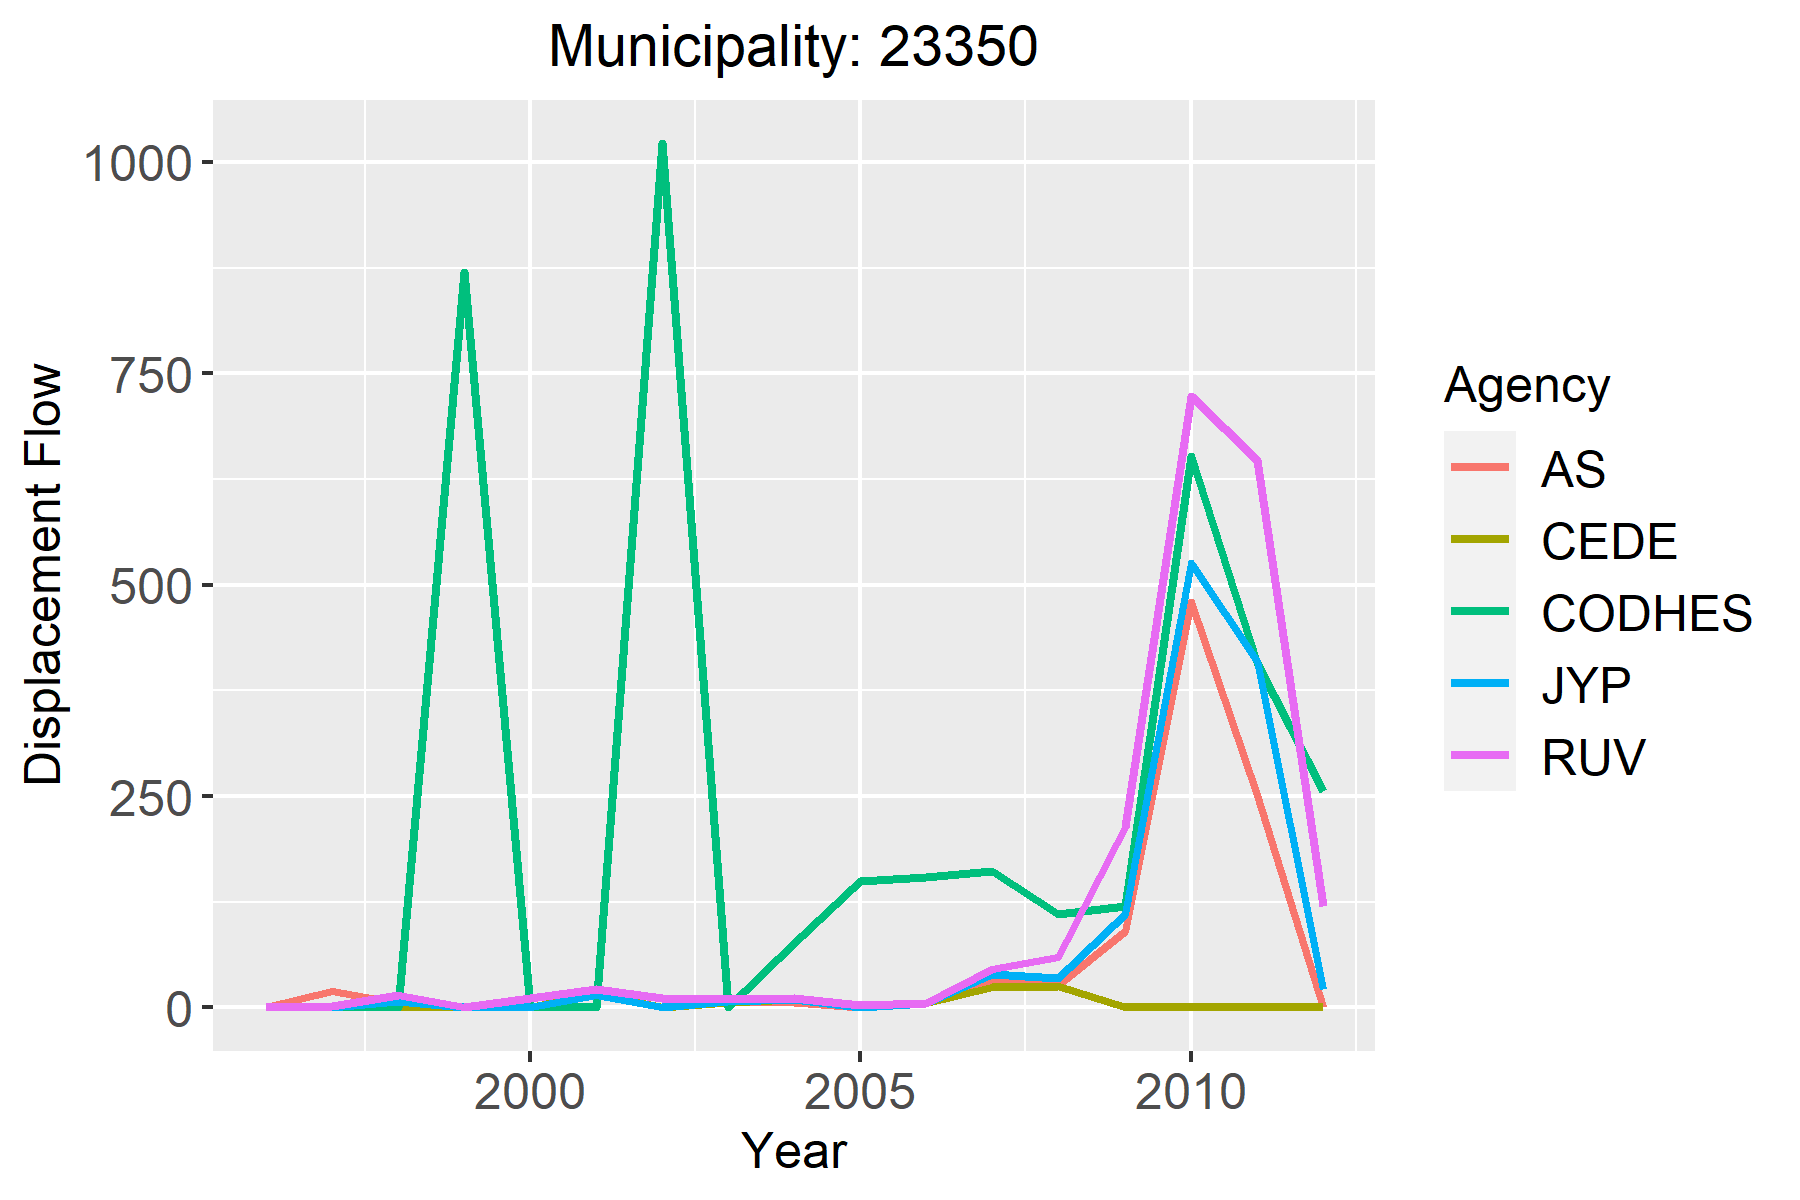 Municipality: 23350
Displacement Flow
1000
750
500
250
0
2000 2005 2010
Year
Agency
AS
CEDE
CODHES
JYP
RUV